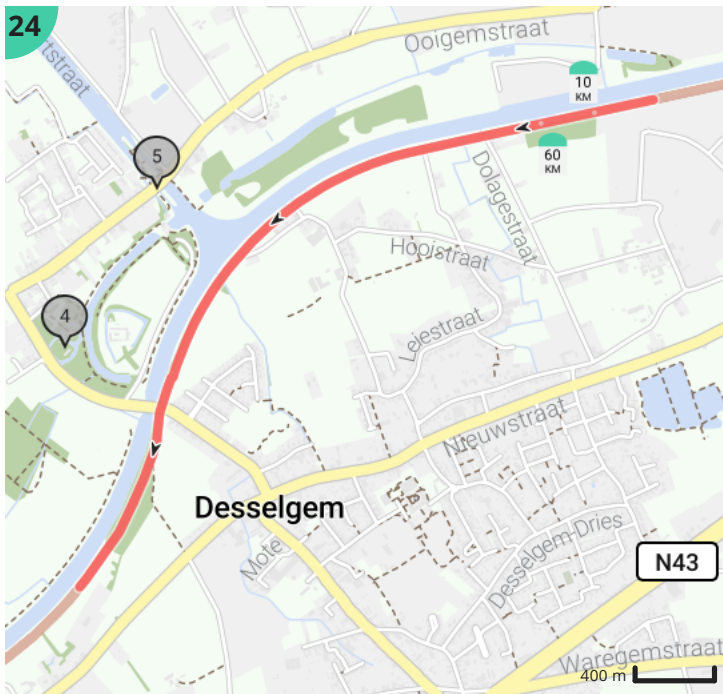 24
Ooigemstraat
rtstraat
10
KM
5
60
KM
Dolagestraat
Hooistraat
4
Leiestraat
Nieuwstraat
Desselgem
Desselgem-Dries
Mote
N43
Waregemstraat
400 m